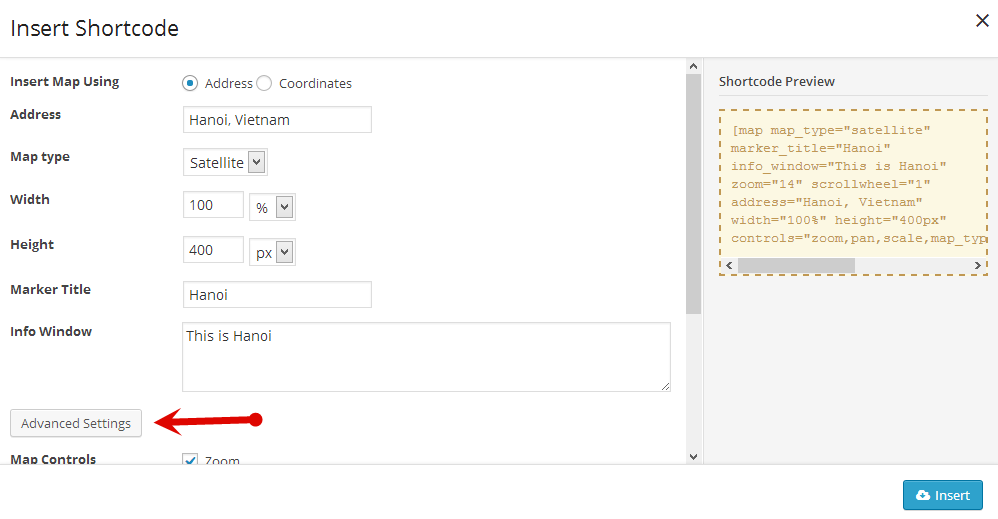 Insert Shortcode
Insert Map Using Address Coordinates
Address Hanoi, Vietnam
Map type Satellite
Width 100 %
Height 400 px
Marker Title Hanoi
Info Window This is Hanoi
Advanced Settings
Map Controls Zoom
Shortcode Preview
[map map_type="satellite"
marker_title="Hanoi"
info_window="This is Hanoi"
zoom="14" scrollwheel="1"
address="Hanoi, Vietnam"
width="100%" height="400px"
controls="zoom,pan,scale,map_typ
Insert